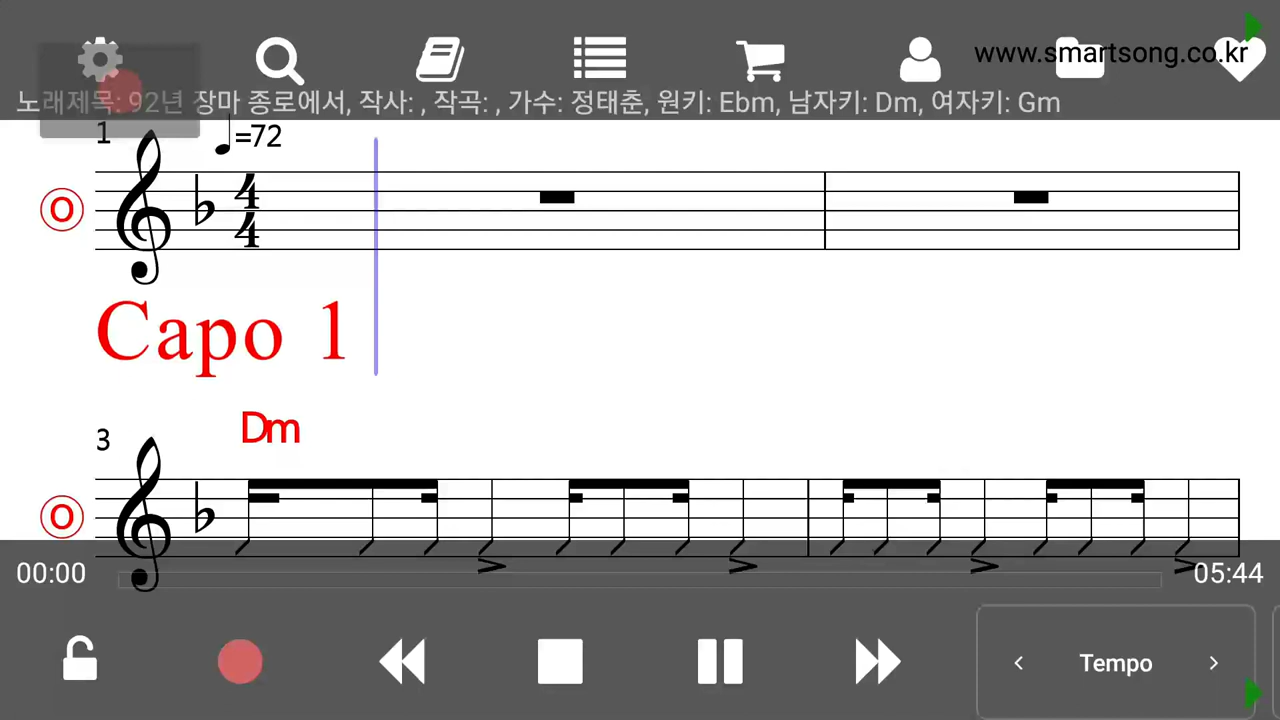 www.smartsong.co.kr
노래제목: 92년 장마 종로에서, 작사: , 작곡: , 가수: 정태춘, 원키: Ebm, 남자키: Dm, 여자키: Gm
1
=72
O
4
4
Capo 1
Dm
3
O
00:00
05:44
< Tempo >